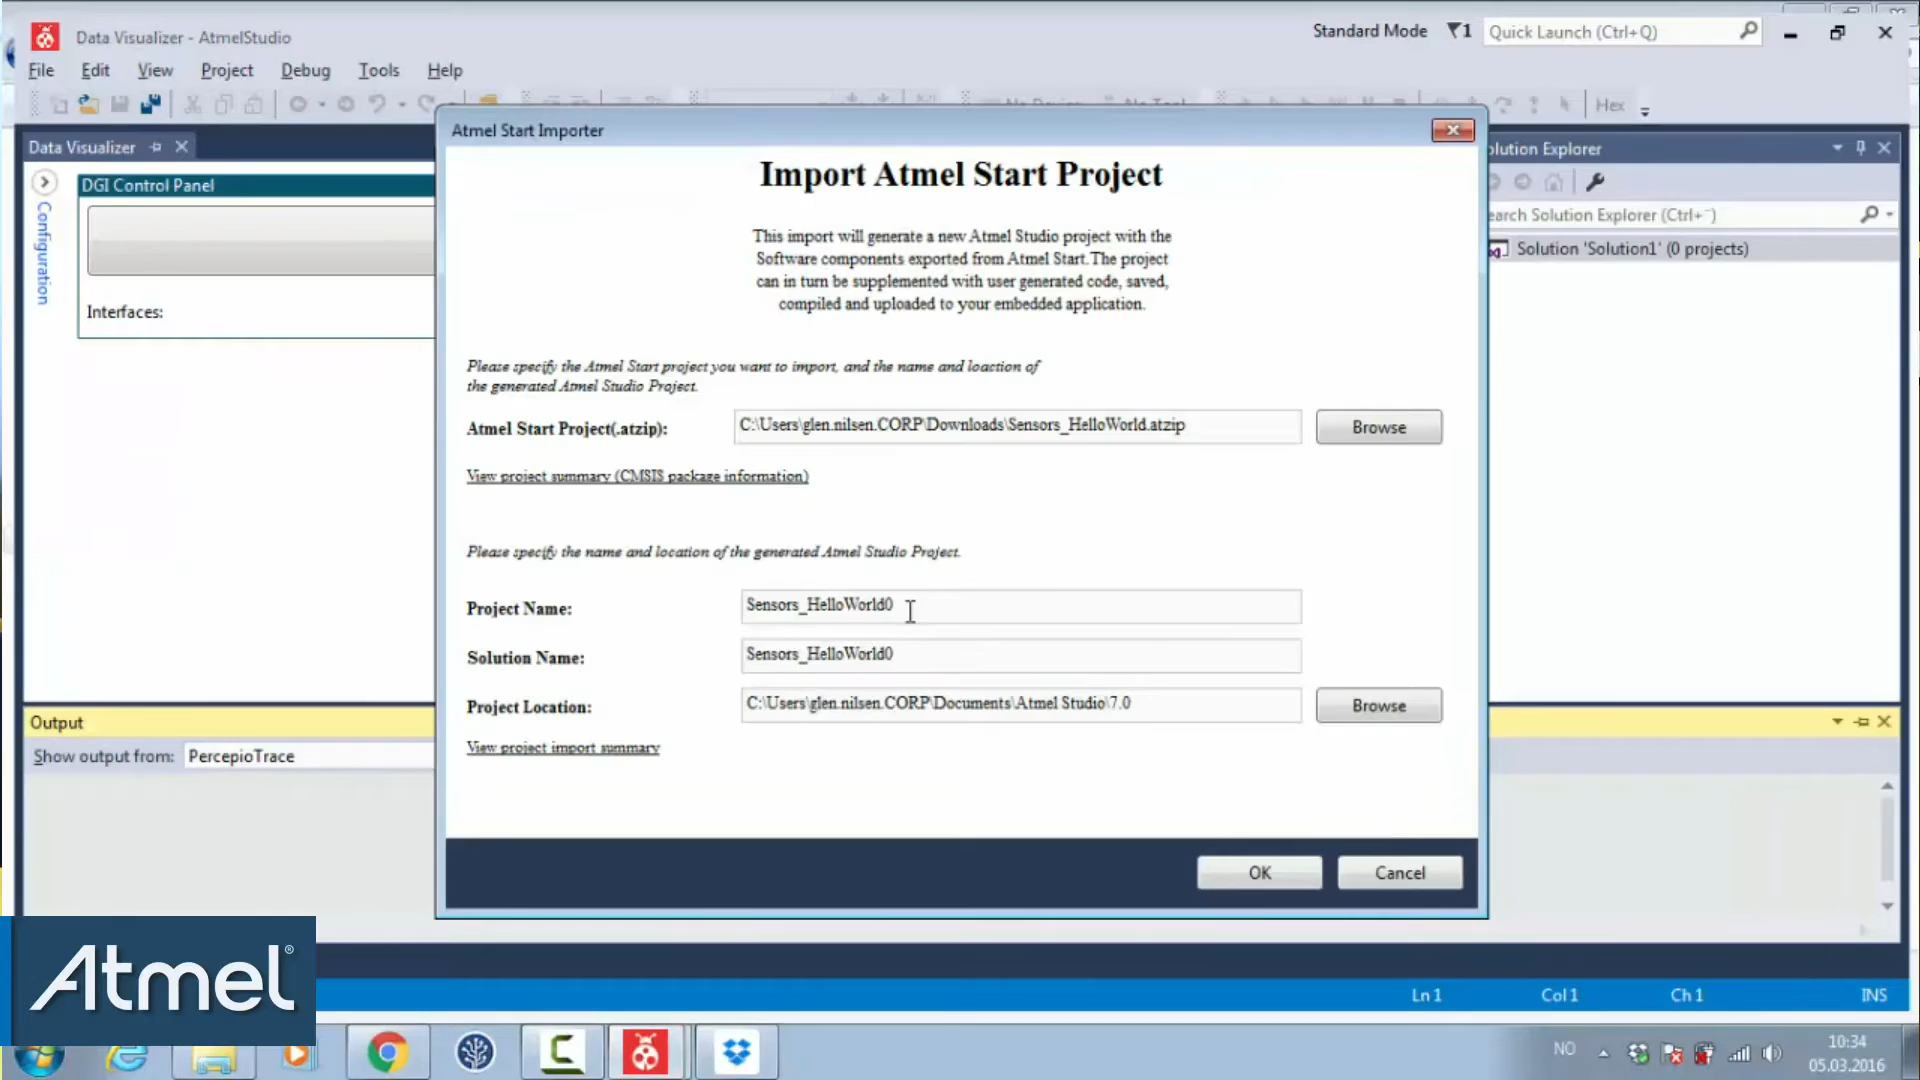 Data Visualizer - AtmelStudio
Standard Mode
1
Quick Launch (Ctrl+Q)
File Edit View Project Debug Tools Help
Hex
Data Visualizer
Configuration
DGI Control Panel
Interfaces:
Atmel Start Importer
Import Atmel Start Project
This import will generate a new Atmel Studio project with the
Software components exported from Atmel Start.The project
can in turn be supplemented with user generated code, saved,
compiled and uploaded to your embedded application.
Please specify the Atmel Start project you want to import, and the name and loaction of
the generated Atmel Studio Project.
Atmel Start Project(.atzip): C:\Users\glen.nilsen.CORP\Downloads\Sensors_HelloWorld.atzip Browse
View project summary (CMSIS package information)
Please specify the name and location of the generated Atmel Studio Project.
Project Name: Sensors_HelloWorld0
Solution Name: Sensors_HelloWorld0
Project Location: C:\Users\glen.nilsen.CORP\Documents\Atmel Studio\7.0 Browse
View project import summary
OK Cancel
olution Explorer
earch Solution Explorer (Ctrl+¨)
Solution 'Solution1' (0 projects)
Output
Show output from: PercepioTrace
Atmel®
Ln 1 Col 1 Ch 1 INS
NO
10:34
05.03.2016